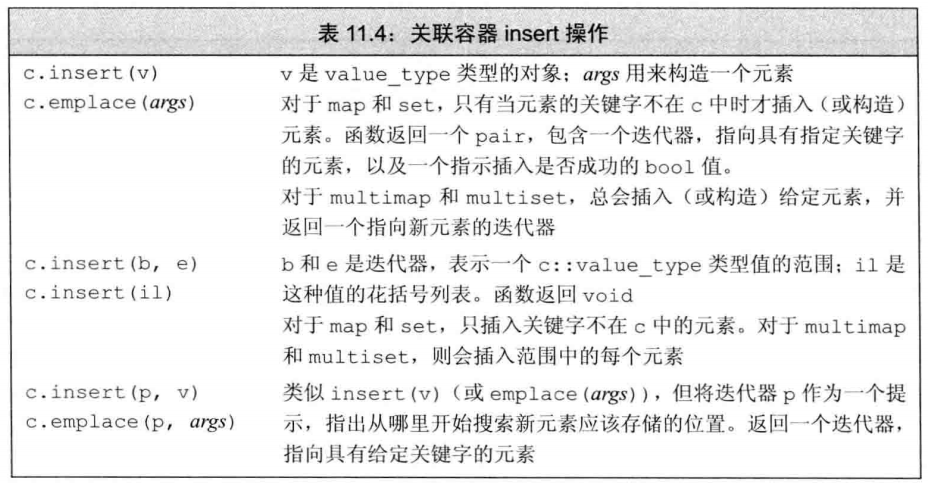 表 11.4：关联容器 insert 操作
c.insert(v) v 是 value_type 类型的对象；args 用来构造一个元素
c.emplace(args) 对于 map 和 set，只有当元素的关键字不在 c 中时才插入（或构造）
元素。函数返回一个 pair，包含一个迭代器，指向具有指定关键字
的元素，以及一个指示插入是否成功的 bool 值。
对于 multimap 和 multiset，总会插入（或构造）给定元素，并
返回一个指向新元素的迭代器
c.insert(b, e) b 和 e 是迭代器，表示一个 c::value_type 类型值的范围；il 是
c.insert(il) 这种值的花括号列表。函数返回 void
对于 map 和 set，只插入关键字不在 c 中的元素。对于 multimap
和 multiset，则会插入范围中的每个元素
c.insert(p, v) 类似 insert(v)（或 emplace(args)），但将迭代器 p 作为一个提
c.emplace(p, args) 示，指出从哪里开始搜索新元素应该存储的位置。返回一个迭代器，
指向具有给定关键字的元素